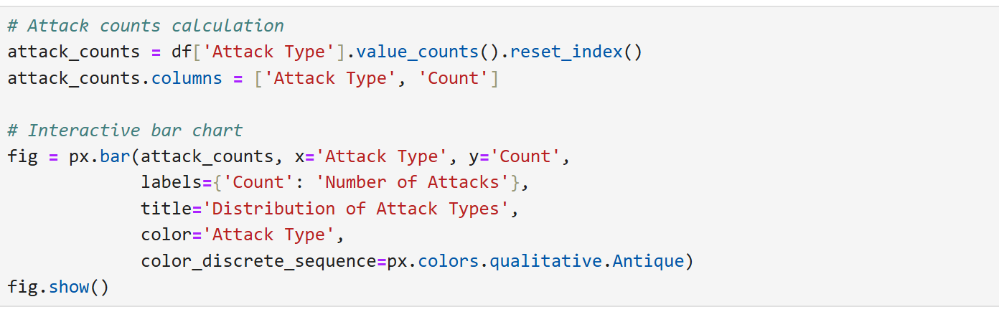 # Attack counts calculation
attack_counts = df['Attack Type'].value_counts().reset_index()
attack_counts.columns = ['Attack Type', 'Count']

# Interactive bar chart
fig = px.bar(attack_counts, x='Attack Type', y='Count',
             labels={'Count': 'Number of Attacks'},
             title='Distribution of Attack Types',
             color='Attack Type',
             color_discrete_sequence=px.colors.qualitative.Antique)
fig.show()